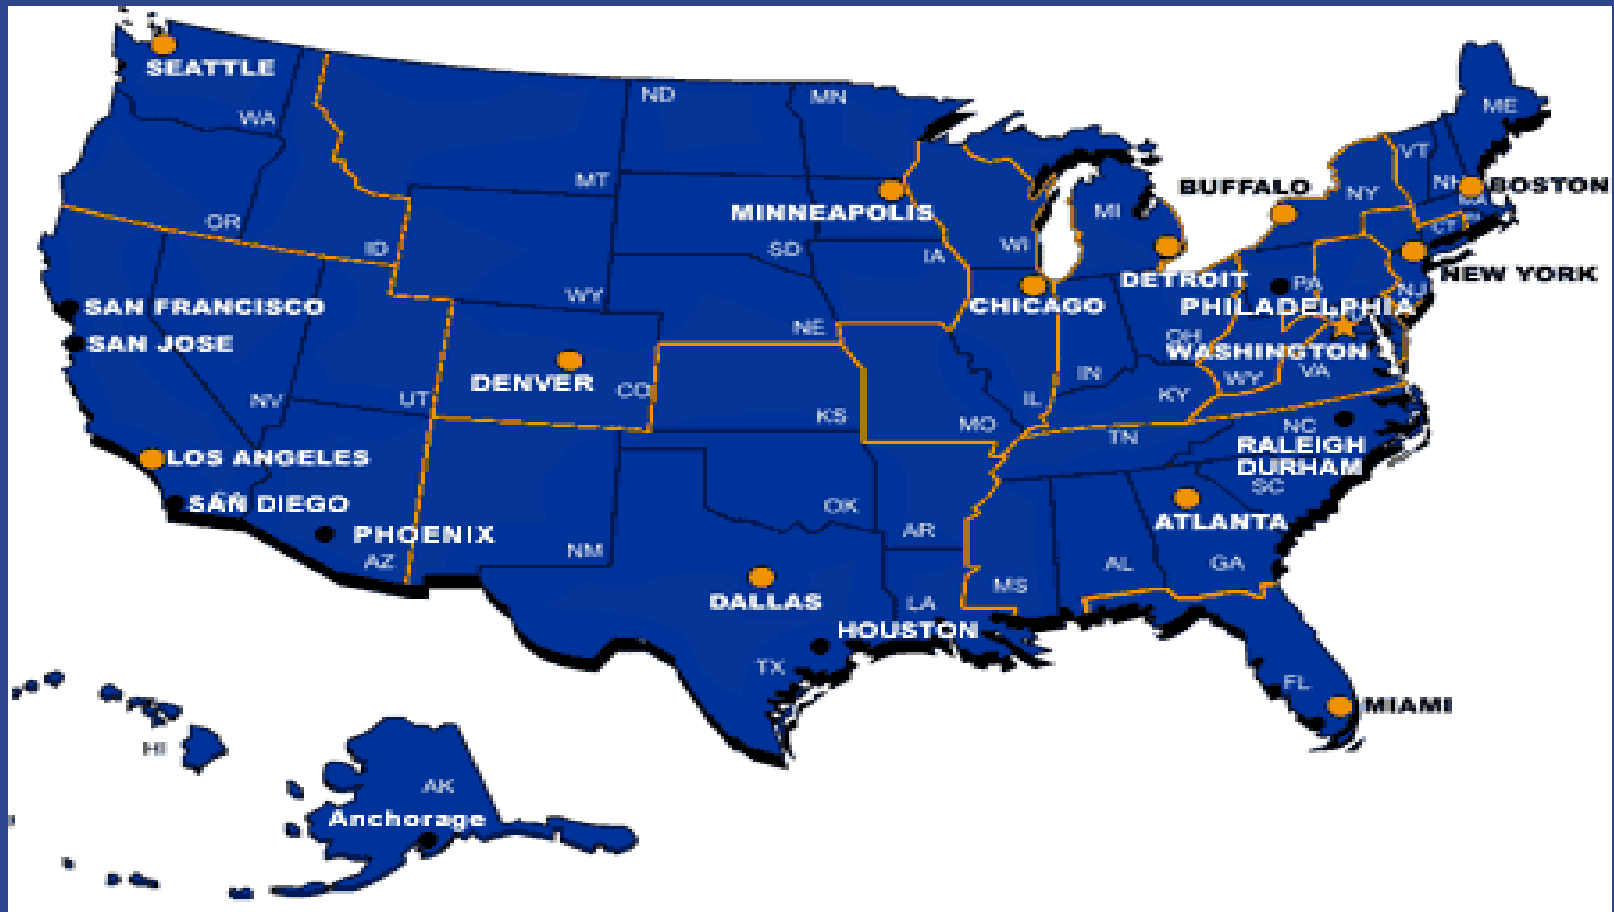 SEATTLE
WA
ND
MN
ME
VT
MT
BUFFALO
NY
NH
BOSTON
MINNEAPOLIS
MI
OR
CT
ID
SD
IA
WI
NEW YORK
DETROIT
PA
WY
CHICAGO
NJ
SAN FRANCISCO
PHILADELPHIA
NE
OH
SAN JOSE
WASHINGTON
DENVER
CO
IN
WY
VA
NV
UT
IL
KY
KS
MO
TN
NC
LOS ANGELES
RALEIGH
DURHAM
SC
SAN DIEGO
OK
ATLANTA
PHOENIX
AR
NM
AZ
AL
GA
MS
DALLAS
LA
HOUSTON
TX
FL
MIAMI
HI
AK
Anchorage